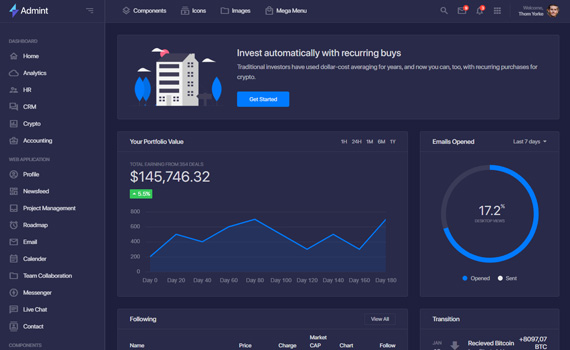 Admint
Components
Icons
Images
Mega Menu
Welcome,
Thom Yorke
DASHBOARD
Home
Analytics
HR
CRM
Crypto
Accounting
WEB APPLICATION
Profile
Newsfeed
Project Management
Roadmap
Email
Calender
Team Collaboration
Messenger
Live Chat
Contact
COMPONENTS
Invest automatically with recurring buys
Traditional investors have used dollar-cost averaging for years, and now you can, too, with recurring purchases for
crypto.
Get Started
Your Portfolio Value
1H 24H 1M 6M 1Y
TOTAL EARNING FROM 254 DEALS
$145,746.32
5.5%
800
600
400
200
0
Day 0 Day 20 Day 40 Day 60 Day 80 Day 100 Day 120 Day 140 Day 160 Day 180
Emails Opened
Last 7 days
17.2%
DESKTOP VIEWS
Opened Sent
Following
View All
Name Price Charge Market
CAP Chart Follow
Transition
JAN
Recieved Bitcoin
+8097,07
BTC